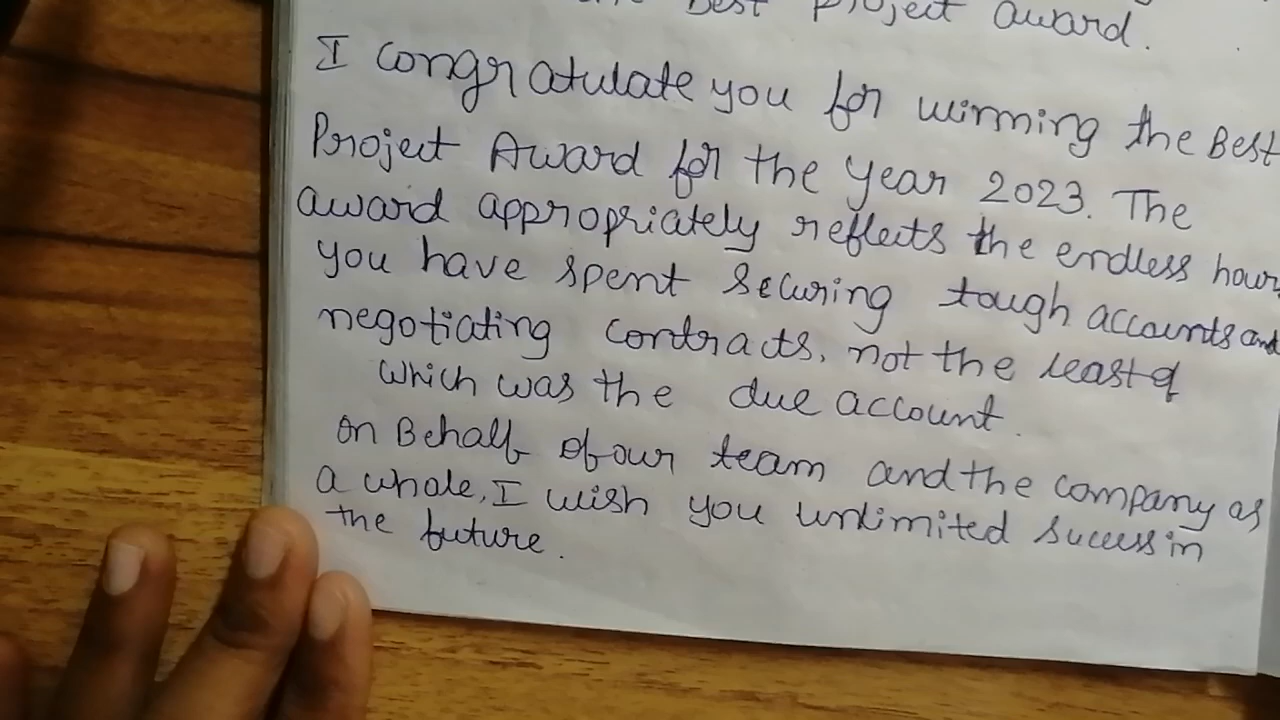 Best Project award.
I congratulate you for winning the Best
Project Award for the year 2023. The
award appropriately reflects the endless hours
you have spent securing tough accounts and
negotiating contracts, not the least of
which was the due account.
on Behalf of our team and the company as
a whole, I wish you unlimited success in
the future.